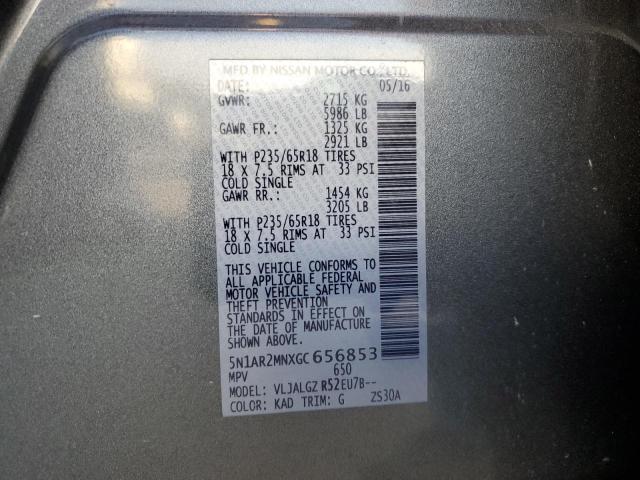 MFD BY NISSAN MOTOR CO., LTD.
DATE: 05/16
GVWR: 2715 KG
5986 LB
GAWR FR.: 1325 KG
2921 LB
WITH P235/65R18 TIRES
18 X 7.5 RIMS AT 33 PSI
COLD SINGLE
GAWR RR.: 1454 KG
3205 LB
WITH P235/65R18 TIRES
18 X 7.5 RIMS AT 33 PSI
COLD SINGLE
THIS VEHICLE CONFORMS TO
ALL APPLICABLE FEDERAL
MOTOR VEHICLE SAFETY AND
THEFT PREVENTION
STANDARDS IN EFFECT ON
THE DATE OF MANUFACTURE
SHOWN ABOVE.
5N1AR2MNXGC656853
MPV 650
MODEL: VLJALGZ RS2EU7B--
COLOR: KAD TRIM: G ZS30A